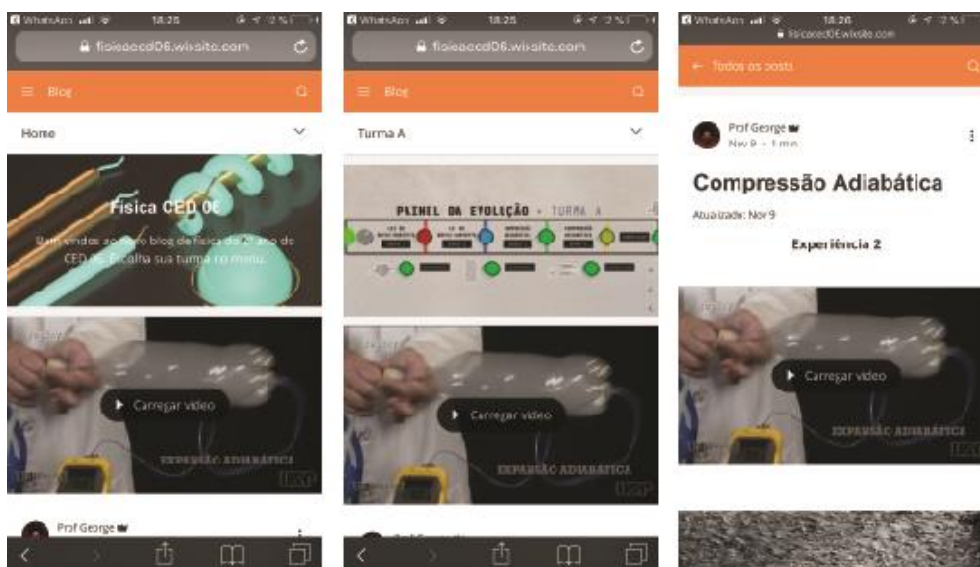 WhatsApp 18:25
fisicaced06.wixsite.com
Blog
Home
Física CED 06
Bem vindos ao novo blog de física do 2º ano do
CED 06. Escolha sua turma no menu.
Carregar vídeo
EXPANSÃO ADIABÁTICA
USP
Prof George
WhatsApp 18:25
fisicaced06.wixsite.com
Blog
Turma A
PAINEL DA EVOLUÇÃO - TURMA A
Carregar vídeo
EXPANSÃO ADIABÁTICA
USP
WhatsApp 18:26
fisicaced06.wixsite.com
← Todos os posts
Prof George
Nov 9 - 1 min
Compressão Adiabática
Atualizado: Nov 9
Experiência 2
Carregar vídeo
EXPANSÃO ADIABÁTICA